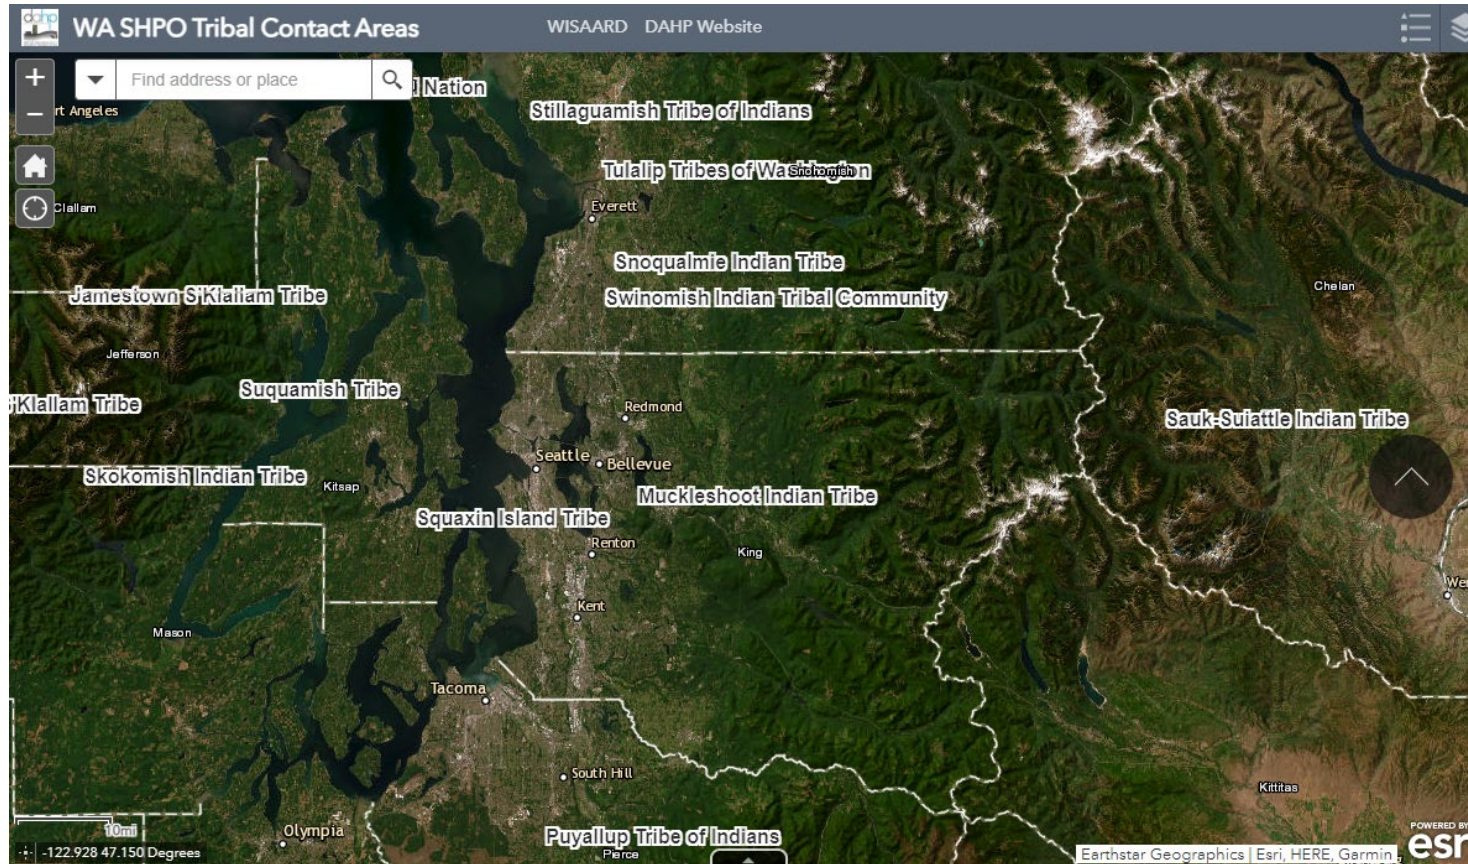 dahp
WA SHPO Tribal Contact Areas
WISAARD
DAHP Website
+
Find address or place
Nation
−
rt Angeles
Stillaguamish Tribe of Indians
Tulalip Tribes of Washington
Snohomish
Clallam
Everett
Snoqualmie Indian Tribe
Jamestown S'Klallam Tribe
Swinomish Indian Tribal Community
Chelan
Jefferson
Suquamish Tribe
S'Klallam Tribe
Redmond
Sauk-Suiattle Indian Tribe
Seattle
Bellevue
Skokomish Indian Tribe
Kitsap
Muckleshoot Indian Tribe
Squaxin Island Tribe
Renton
King
We
Kent
Mason
Tacoma
South Hill
Kittitas
10mi
Olympia
Puyallup Tribe of Indians
Pierce
-122.928 47.150 Degrees
Earthstar Geographics | Esri, HERE, Garmin
POWERED BY
esri